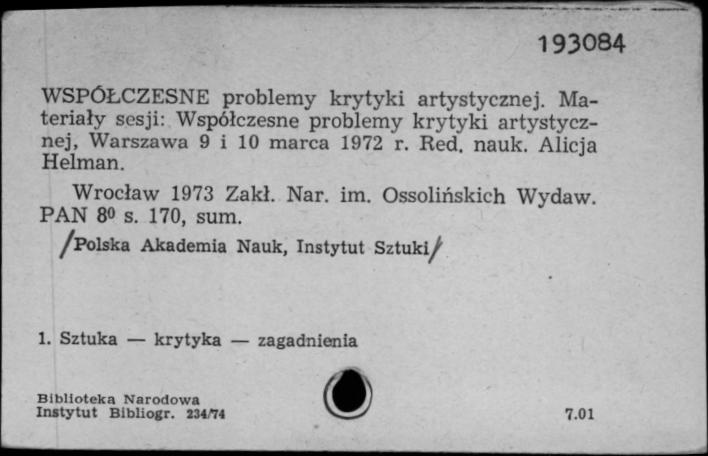 193084
WSPÓŁCZESNE problemy krytyki artystycznej. Ma-
teriały sesji: Współczesne problemy krytyki artystycz-
nej, Warszawa 9 i 10 marca 1972 r. Red. nauk. Alicja
Helman.
Wrocław 1973 Zakł. Nar. im. Ossolińskich Wydaw.
PAN 8⁰ s. 170, sum.
/Polska Akademia Nauk, Instytut Sztuki/
1. Sztuka — krytyka — zagadnienia
Biblioteka Narodowa
Instytut Bibliogr. 234/74 7.01